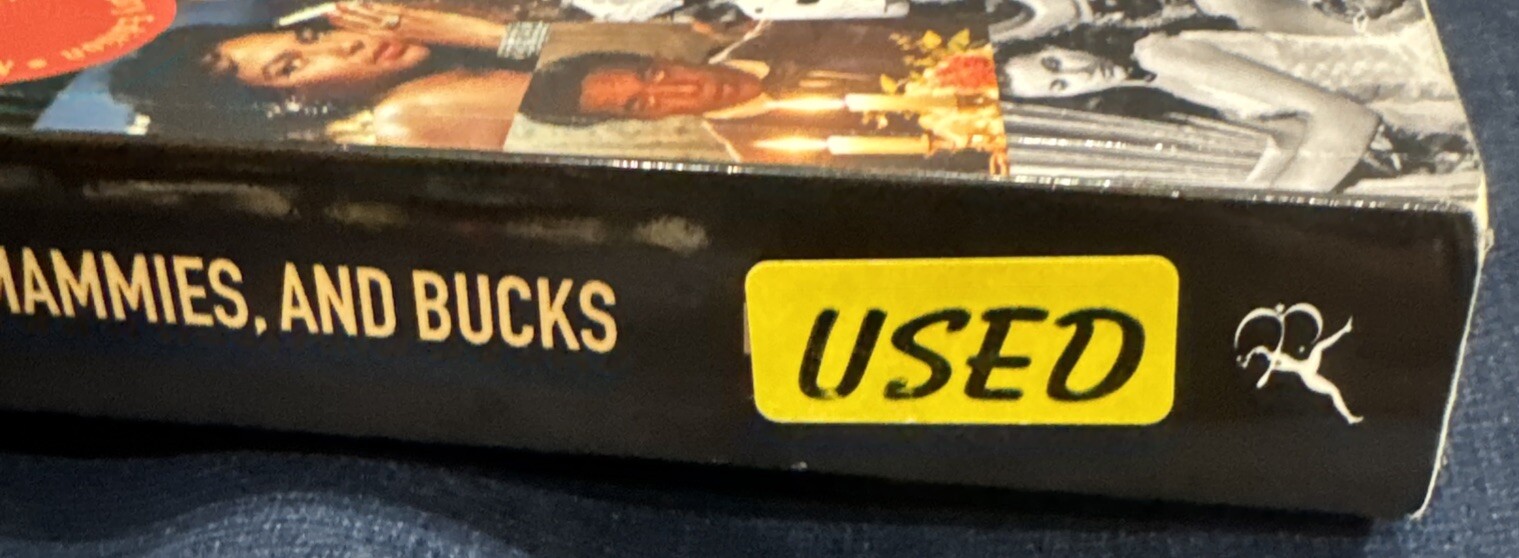 MAMMIES, AND BUCKS
USED